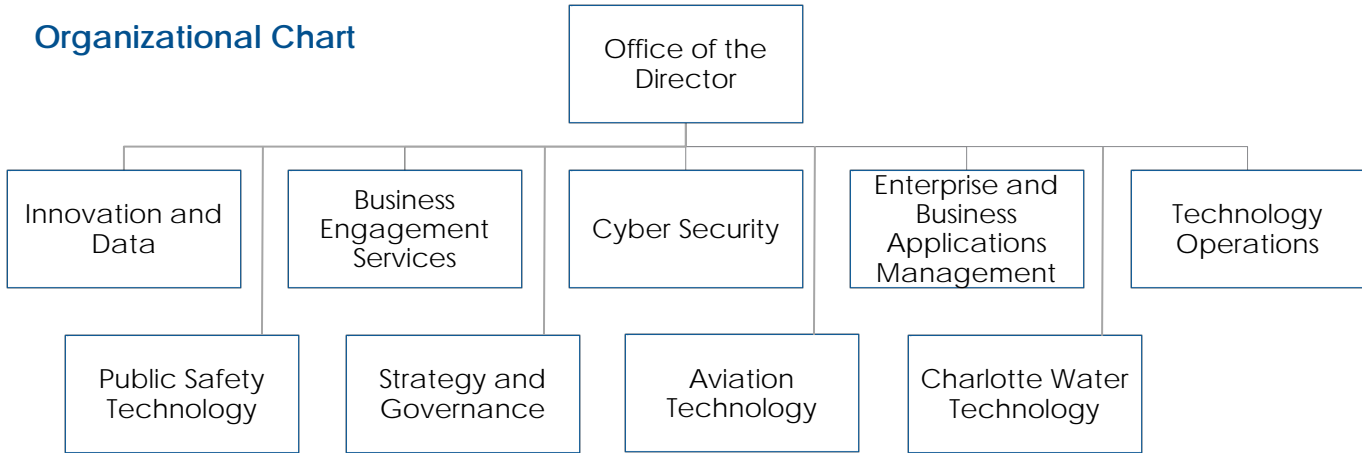 Organizational Chart
Office of the
Director
Innovation and
Data
Business
Engagement
Services
Cyber Security
Enterprise and
Business
Applications
Management
Technology
Operations
Public Safety
Technology
Strategy and
Governance
Aviation
Technology
Charlotte Water
Technology